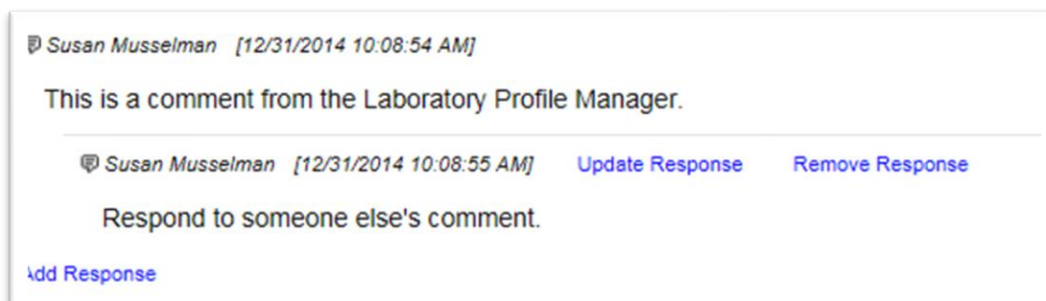 Susan Musselman [12/31/2014 10:08:54 AM]
This is a comment from the Laboratory Profile Manager.
Susan Musselman [12/31/2014 10:08:55 AM] Update Response Remove Response
Respond to someone else's comment.
Add Response